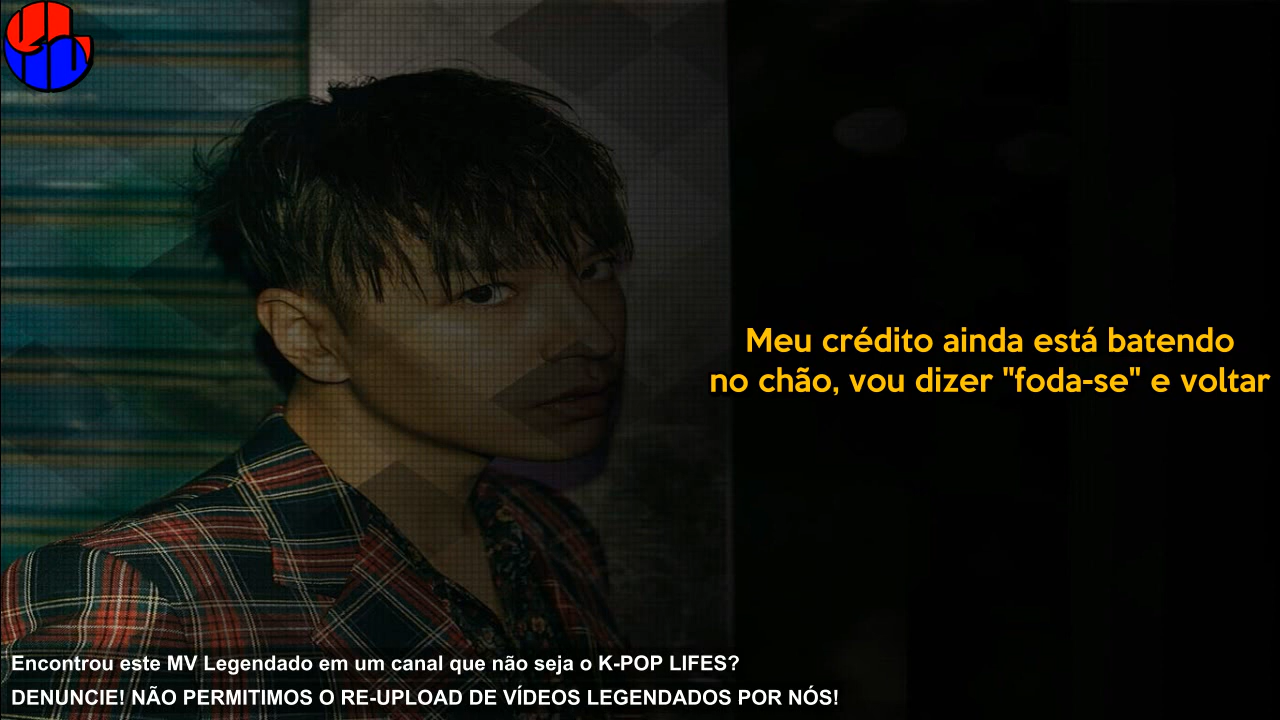 Meu crédito ainda está batendo
no chão, vou dizer "foda-se" e voltar
Encontrou este MV Legendado em um canal que não seja o K-POP LIFES?
DENUNCIE! NÃO PERMITIMOS O RE-UPLOAD DE VÍDEOS LEGENDADOS POR NÓS!